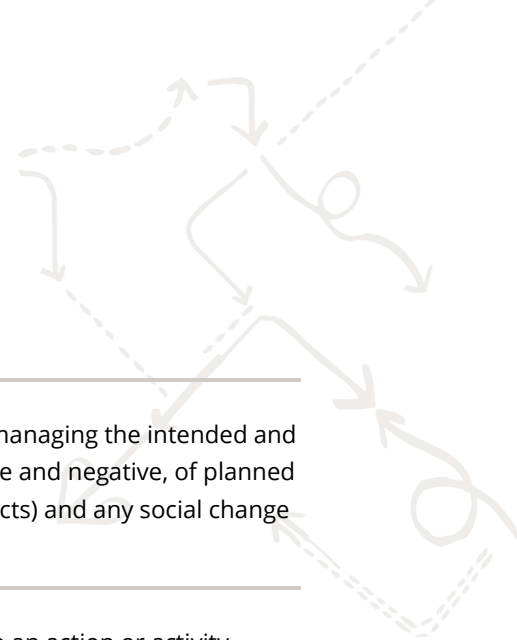 managing the intended and
e and negative, of planned
cts) and any social change
an action or activity